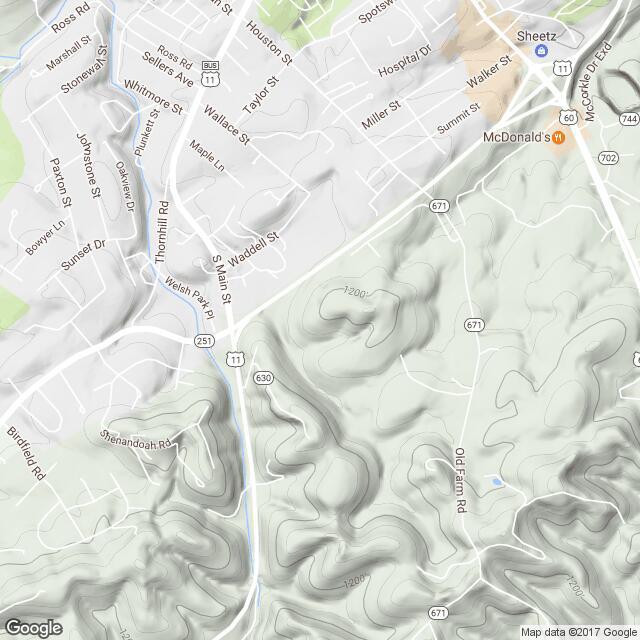 Ross Rd
Marshall St
Stonewall St
Ross Rd
Sellers Ave
Whitmore St
Houston St
Spotsw
BUS
11
Taylor St
Wallace St
Maple Ln
Plunkett St
Johnstone St
Paxton St
Oakview Dr
Bowyer Ln
Sunset Dr
Thornhill Rd
Hospital Dr
Miller St
Walker St
Summit St
Sheetz
11
McCorkle Dr Exd
60
744
McDonald's
702
671
Waddell St
S Main St
Welsh Park Pl
1200'
671
251
11
630
Birdfield Rd
Shenandoah Rd
Old Farm Rd
1200'
1200'
671
1200'
Google
Map data ©2017 Google